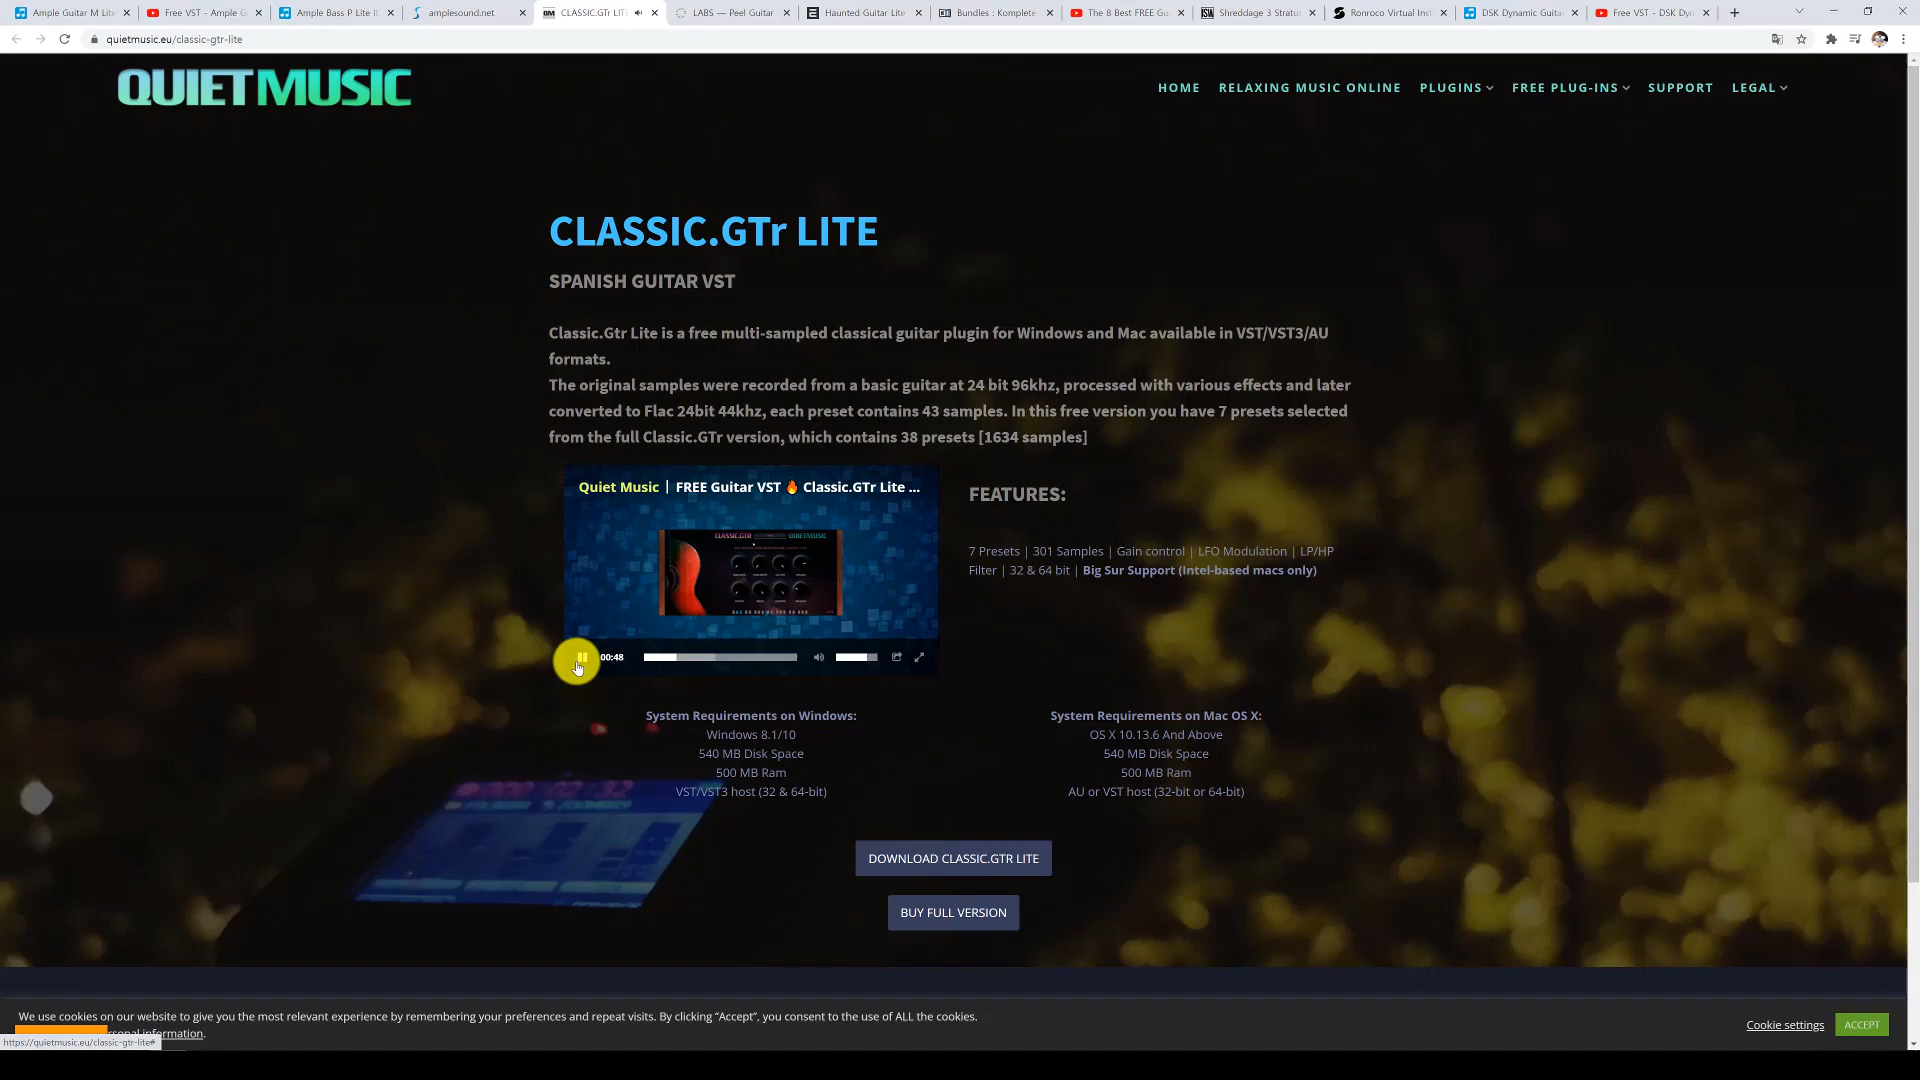 Ample Guitar M Lite
Free VST - Ample G
Ample Bass P Lite II
amplesound.net
CLASSIC.GTr LIT
LABS — Peel Guitar
Haunted Guitar Lite
Bundles : Komplete
The 8 Best FREE Gu
Shreddage 3 Stratus
Ronroco Virtual Inst
DSK Dynamic Guita
Free VST - DSK Dyn
quietmusic.eu/classic-gtr-lite
QUIETMUSIC
HOME RELAXING MUSIC ONLINE PLUGINS FREE PLUG-INS SUPPORT LEGAL
CLASSIC.GTr LITE
SPANISH GUITAR VST
Classic.Gtr Lite is a free multi-sampled classical guitar plugin for Windows and Mac available in VST/VST3/AU
formats.
The original samples were recorded from a basic guitar at 24 bit 96khz, processed with various effects and later
converted to Flac 24bit 44khz, each preset contains 43 samples. In this free version you have 7 presets selected
from the full Classic.GTr version, which contains 38 presets [1634 samples]
Quiet Music | FREE Guitar VST 🔥 Classic.GTr Lite ...
CLASSIC.GTR QUIETMUSIC
00:48
FEATURES:
7 Presets | 301 Samples | Gain control | LFO Modulation | LP/HP
Filter | 32 & 64 bit | Big Sur Support (Intel-based macs only)
System Requirements on Windows:
Windows 8.1/10
540 MB Disk Space
500 MB Ram
VST/VST3 host (32 & 64-bit)
System Requirements on Mac OS X:
OS X 10.13.6 And Above
540 MB Disk Space
500 MB Ram
AU or VST host (32-bit or 64-bit)
DOWNLOAD CLASSIC.GTR LITE
BUY FULL VERSION
We use cookies on our website to give you the most relevant experience by remembering your preferences and repeat visits. By clicking “Accept”, you consent to the use of ALL the cookies.
personal information.
Cookie settings
ACCEPT
https://quietmusic.eu/classic-gtr-lite#